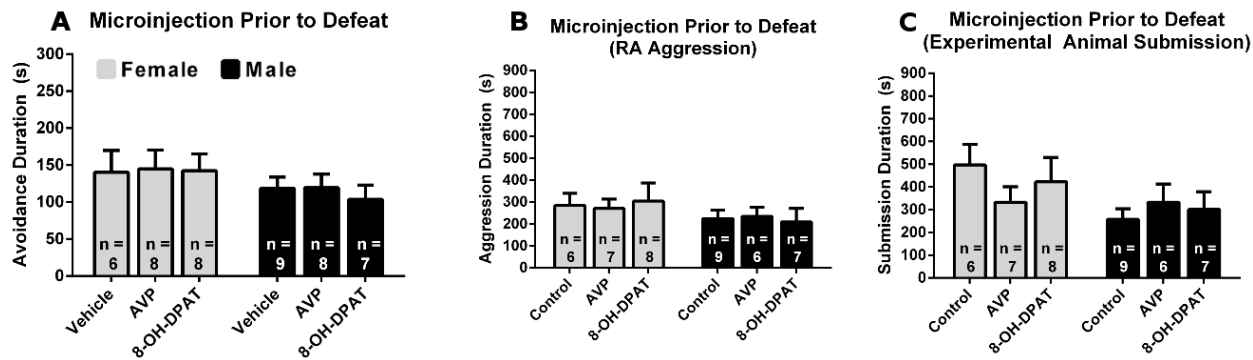 A Microinjection Prior to Defeat
Avoidance Duration (s)
300
250
200
150
100
50
0
Female Male
n = n = n = n = n = n =
6 8 8 9 8 7
Vehicle AVP 8-OH-DPAT Vehicle AVP 8-OH-DPAT
B Microinjection Prior to Defeat
(RA Aggression)
Aggression Duration (s)
900
800
700
600
500
400
300
200
100
0
n = n = n = n = n = n =
6 7 8 9 6 7
Control AVP 8-OH-DPAT Control AVP 8-OH-DPAT
C Microinjection Prior to Defeat
(Experimental Animal Submission)
Submission Duration (s)
900
800
700
600
500
400
300
200
100
0
n = n = n = n = n = n =
6 7 8 9 6 7
Control AVP 8-OH-DPAT Control AVP 8-OH-DPAT